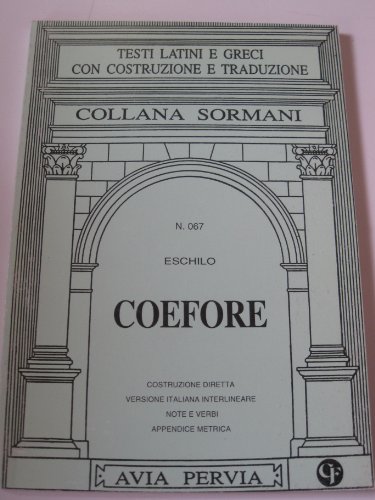 TESTI LATINI E GRECI
CON COSTRUZIONE E TRADUZIONE
COLLANA SORMANI
N. 067
ESCHILO
COEFORE
COSTRUZIONE DIRETTA
VERSIONE ITALIANA INTERLINEARE
NOTE E VERBI
APPENDICE METRICA
AVIA PERVIA